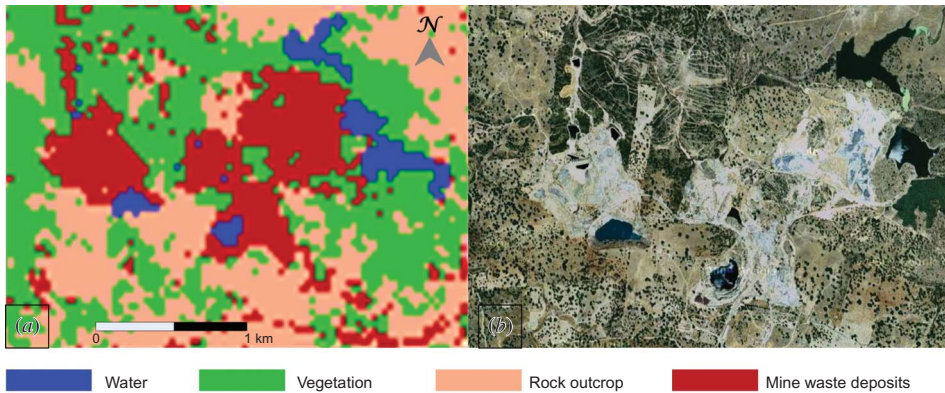 N
(a)
0
1 km
(b)
Water
Vegetation
Rock outcrop
Mine waste deposits